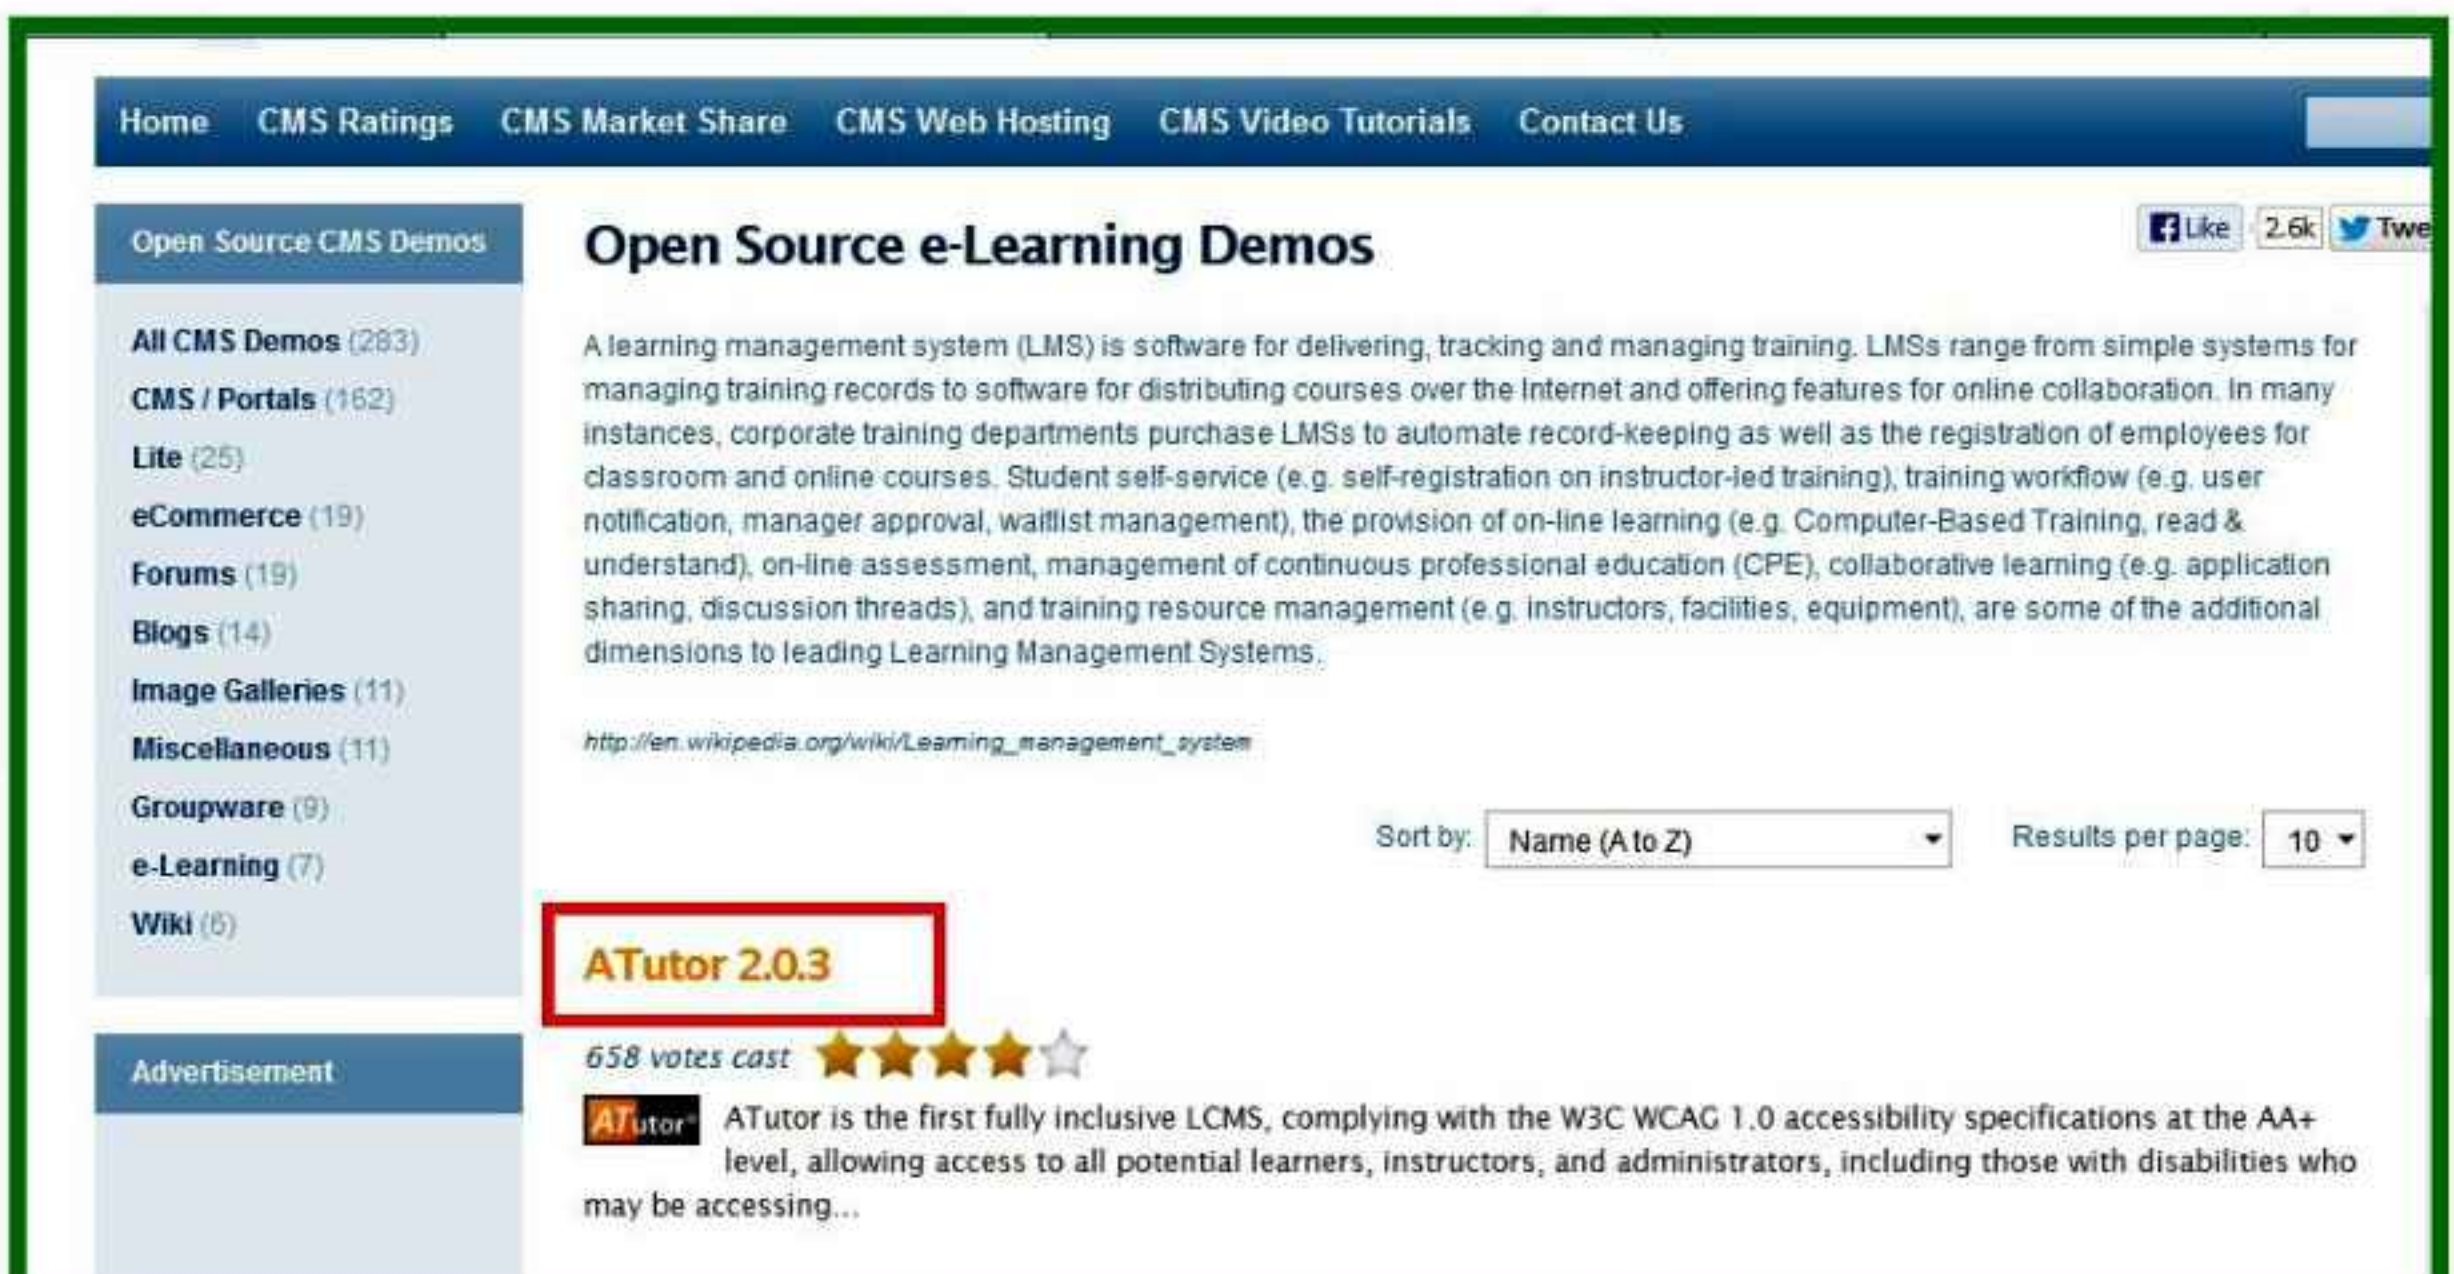 Home CMS Ratings CMS Market Share CMS Web Hosting CMS Video Tutorials Contact Us
Open Source CMS Demos
All CMS Demos (283)
CMS / Portals (162)
Lite (25)
eCommerce (19)
Forums (19)
Blogs (14)
Image Galleries (11)
Miscellaneous (11)
Groupware (9)
e-Learning (7)
Wiki (6)
Advertisement
Open Source e-Learning Demos
Like 2.6k Twe
A learning management system (LMS) is software for delivering, tracking and managing training. LMSs range from simple systems for
managing training records to software for distributing courses over the Internet and offering features for online collaboration. In many
instances, corporate training departments purchase LMSs to automate record-keeping as well as the registration of employees for
classroom and online courses. Student self-service (e.g. self-registration on instructor-led training), training workflow (e.g. user
notification, manager approval, waitlist management), the provision of on-line learning (e.g. Computer-Based Training, read &
understand), on-line assessment, management of continuous professional education (CPE), collaborative learning (e.g. application
sharing, discussion threads), and training resource management (e.g. instructors, facilities, equipment), are some of the additional
dimensions to leading Learning Management Systems.
http://en.wikipedia.org/wiki/Learning_management_system
Sort by: Name (A to Z) Results per page: 10
ATutor 2.0.3
658 votes cast
ATutor®
ATutor is the first fully inclusive LCMS, complying with the W3C WCAG 1.0 accessibility specifications at the AA+
level, allowing access to all potential learners, instructors, and administrators, including those with disabilities who
may be accessing...